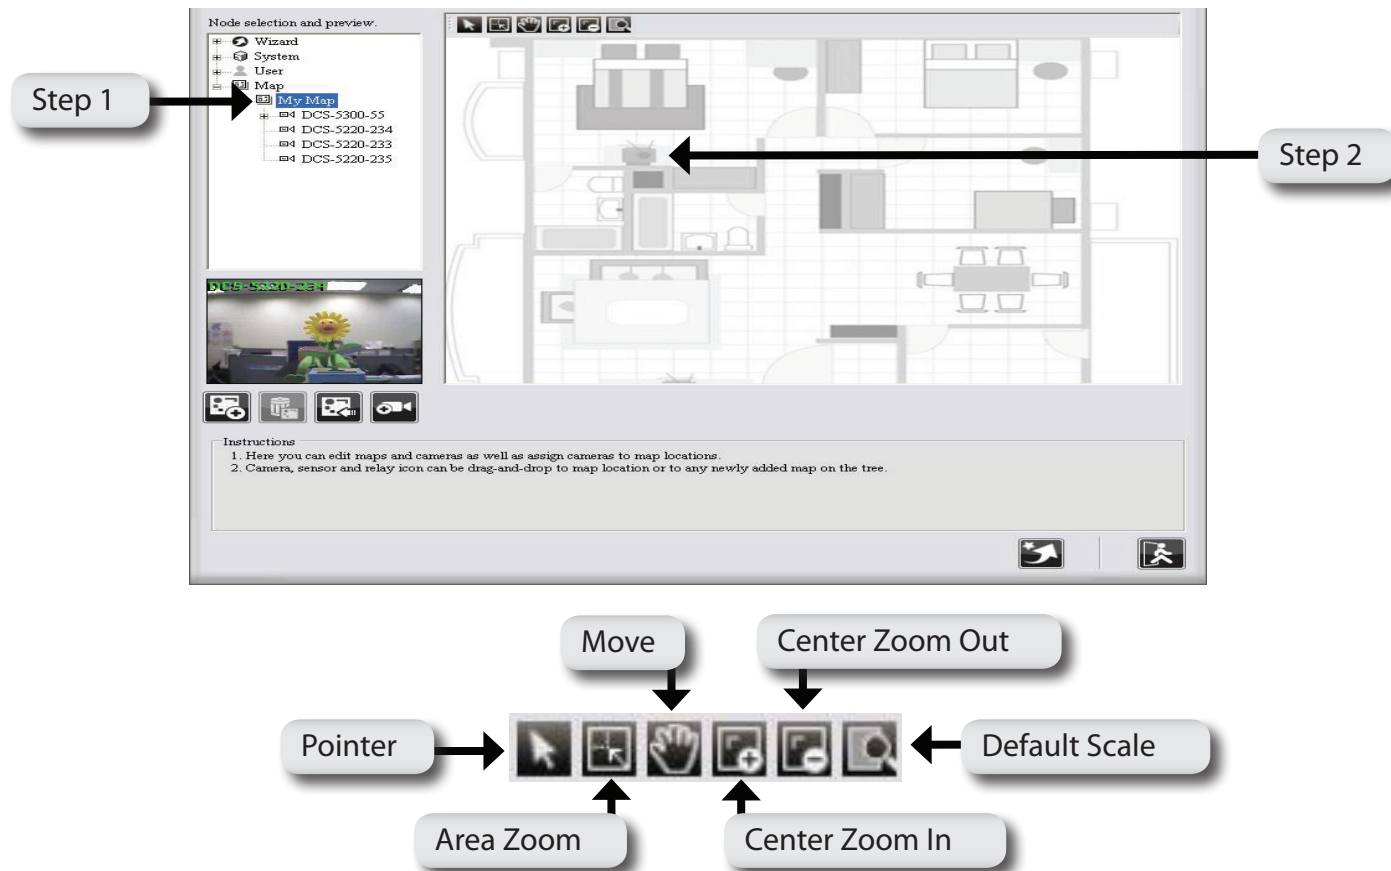 Node selection and preview.
Wizard
System
User
Map
My Map
DCS-5300-55
DCS-5220-234
DCS-5220-233
DCS-5220-235
Step 1
Step 2
DCS-5220-234
Instructions
1. Here you can edit maps and cameras as well as assign cameras to map locations.
2. Camera, sensor and relay icon can be drag-and-drop to map location or to any newly added map on the tree.
Move
Center Zoom Out
Pointer
Default Scale
Area Zoom
Center Zoom In